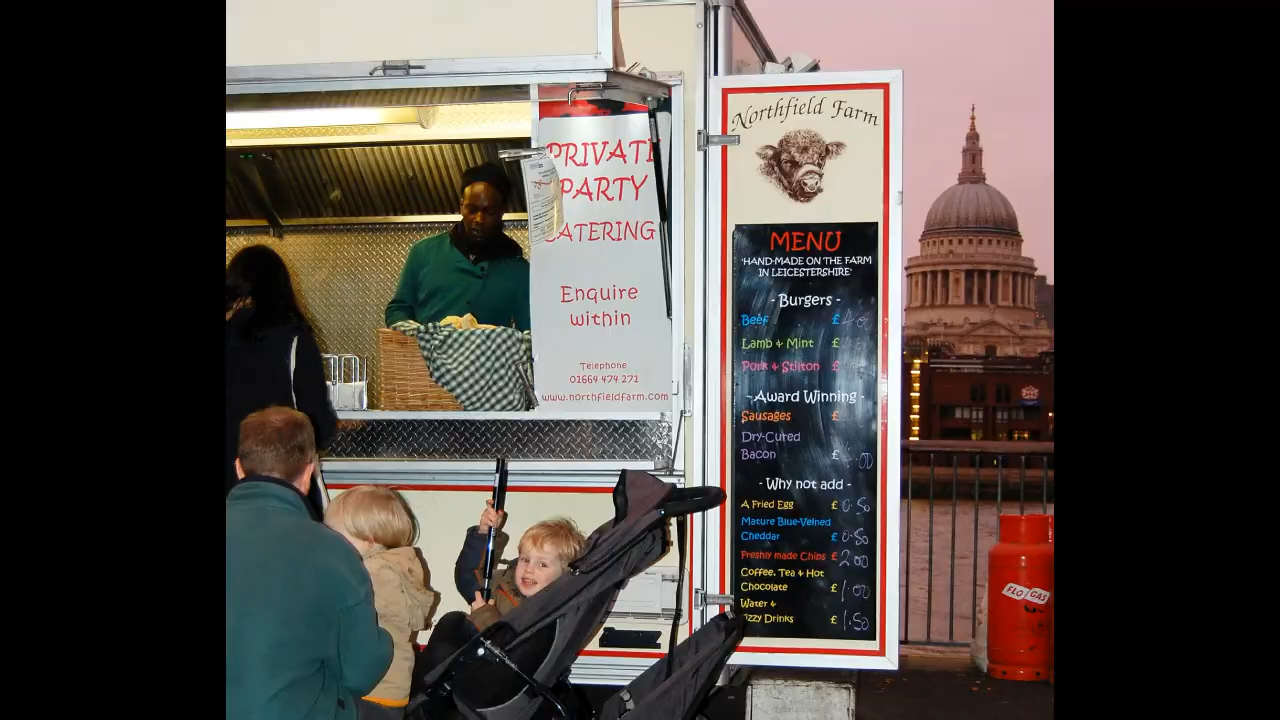 PRIVATE
PARTY
CATERING
Enquire
within
Telephone
01664 474 271
www.northfieldfarm.com
Northfield Farm
MENU
'HAND-MADE ON THE FARM
IN LEICESTERSHIRE'
- Burgers -
Beef £
Lamb & Mint £
Pork & Stilton £
- Award Winning -
Sausages £
Dry-Cured
Bacon £
- Why not add -
A Fried Egg £ 0.50
Mature Blue-Veined
Cheddar £ 0.50
Freshly made Chips £ 2.00
Coffee, Tea & Hot
Chocolate £ 1.00
Water &
Fizzy Drinks £ 1.50
FLO GAS